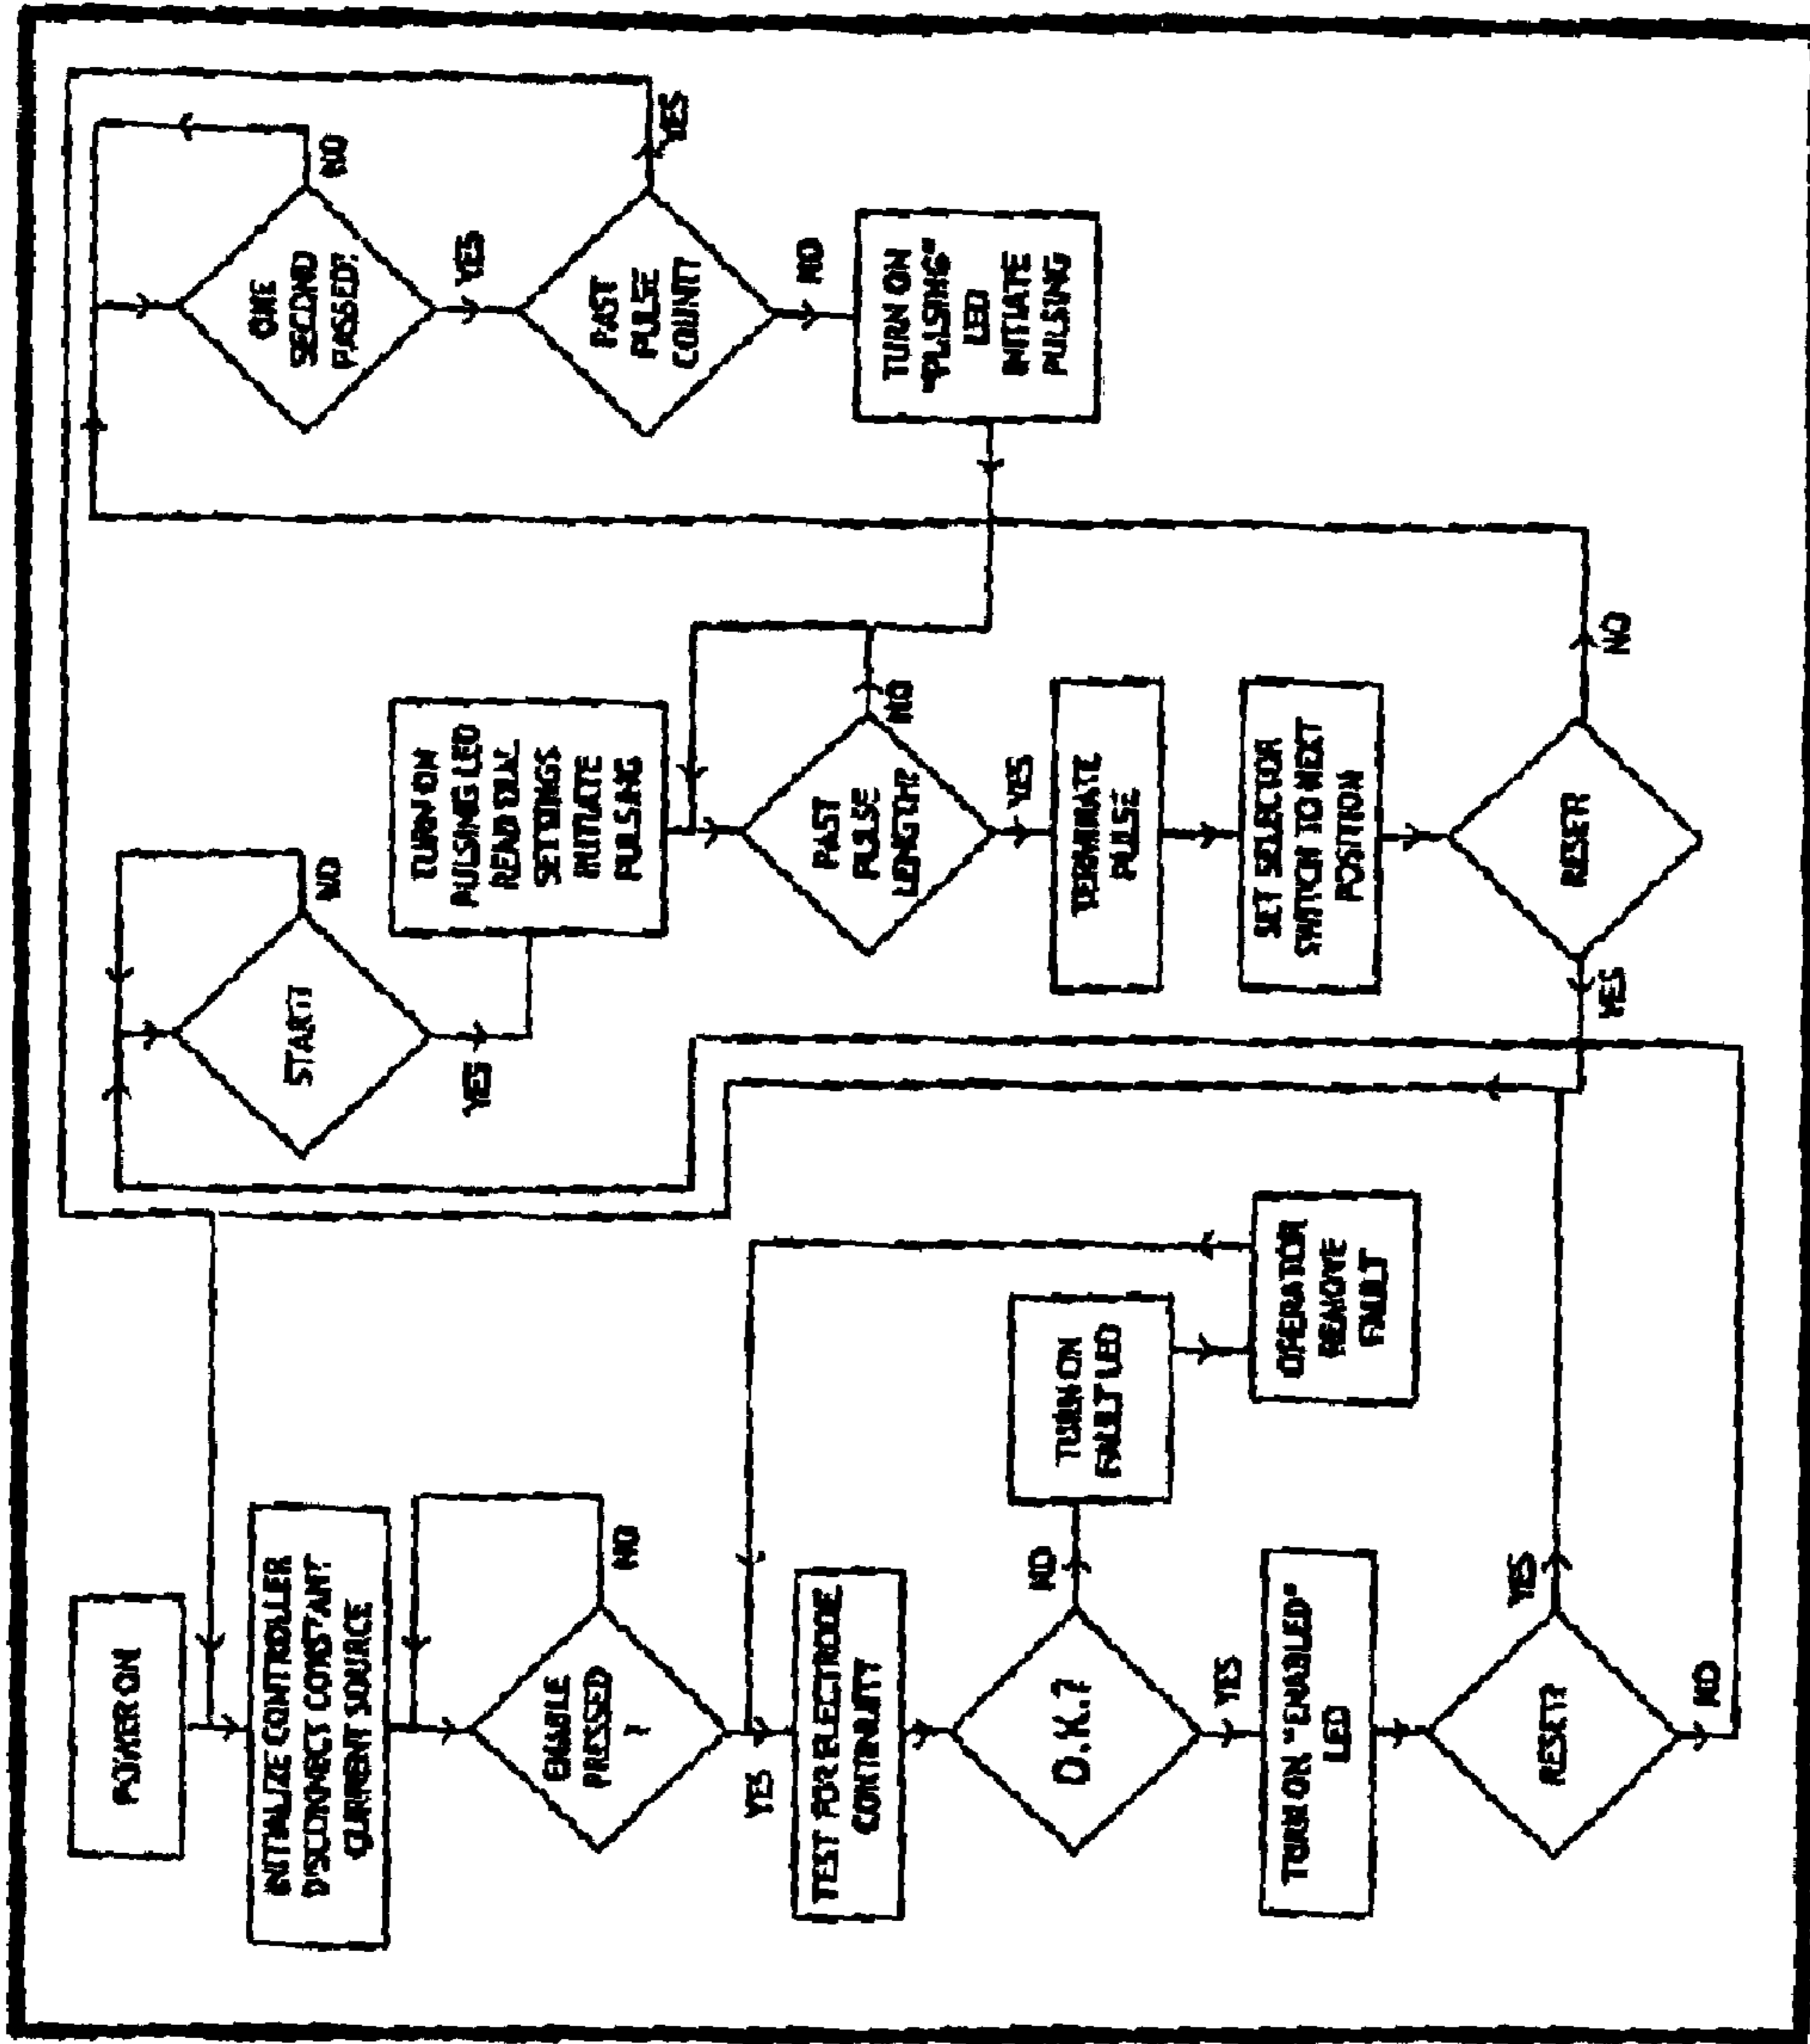 POWER ON
INITIALIZE CONTROLLER
DISCONNECT CONSTANT
CURRENT SOURCE
ENABLE
PRESSED
?
NO
YES
TEST FOR ELECTRODE
CONTINUITY
O.K.?
NO
YES
TURN ON
FAULT LED
OPERATOR
REMOVE
FAULT
TURN ON "ENABLED"
LED
RESET?
YES
NO
START?
NO
YES
TURN ON
PULSING LED
READ DIAL
SETTINGS
INITIATE
PULSING
PAST
PULSE
LENGTH?
NO
YES
TERMINATE
PULSE
SET SELECTOR
SWITCH TO NEXT
POSITION
RESET
YES
NO
ONE
SECOND
PASSED?
NO
YES
PAST
PULSE
COUNT?
YES
NO
TURN ON
"PULSING"
LED
INITIATE
PULSING